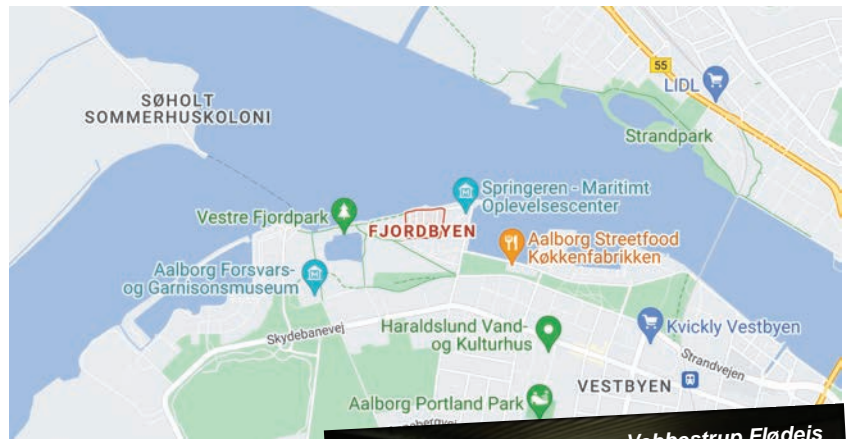 55
LIDL
SØHOLT
SOMMERHUSKOLONI
Strandpark
Springeren - Maritimt
Oplevelsescenter
Vestre Fjordpark
FJORDBYEN
Aalborg Streetfood
Køkkenfabrikken
Aalborg Forsvars-
og Garnisonsmuseum
Skydebanevej
Haraldslund Vand-
og Kulturhus
Kvickly Vestbyen
Strandvejen
VESTBYEN
Aalborg Portland Park
Vebbestrup Flødeis